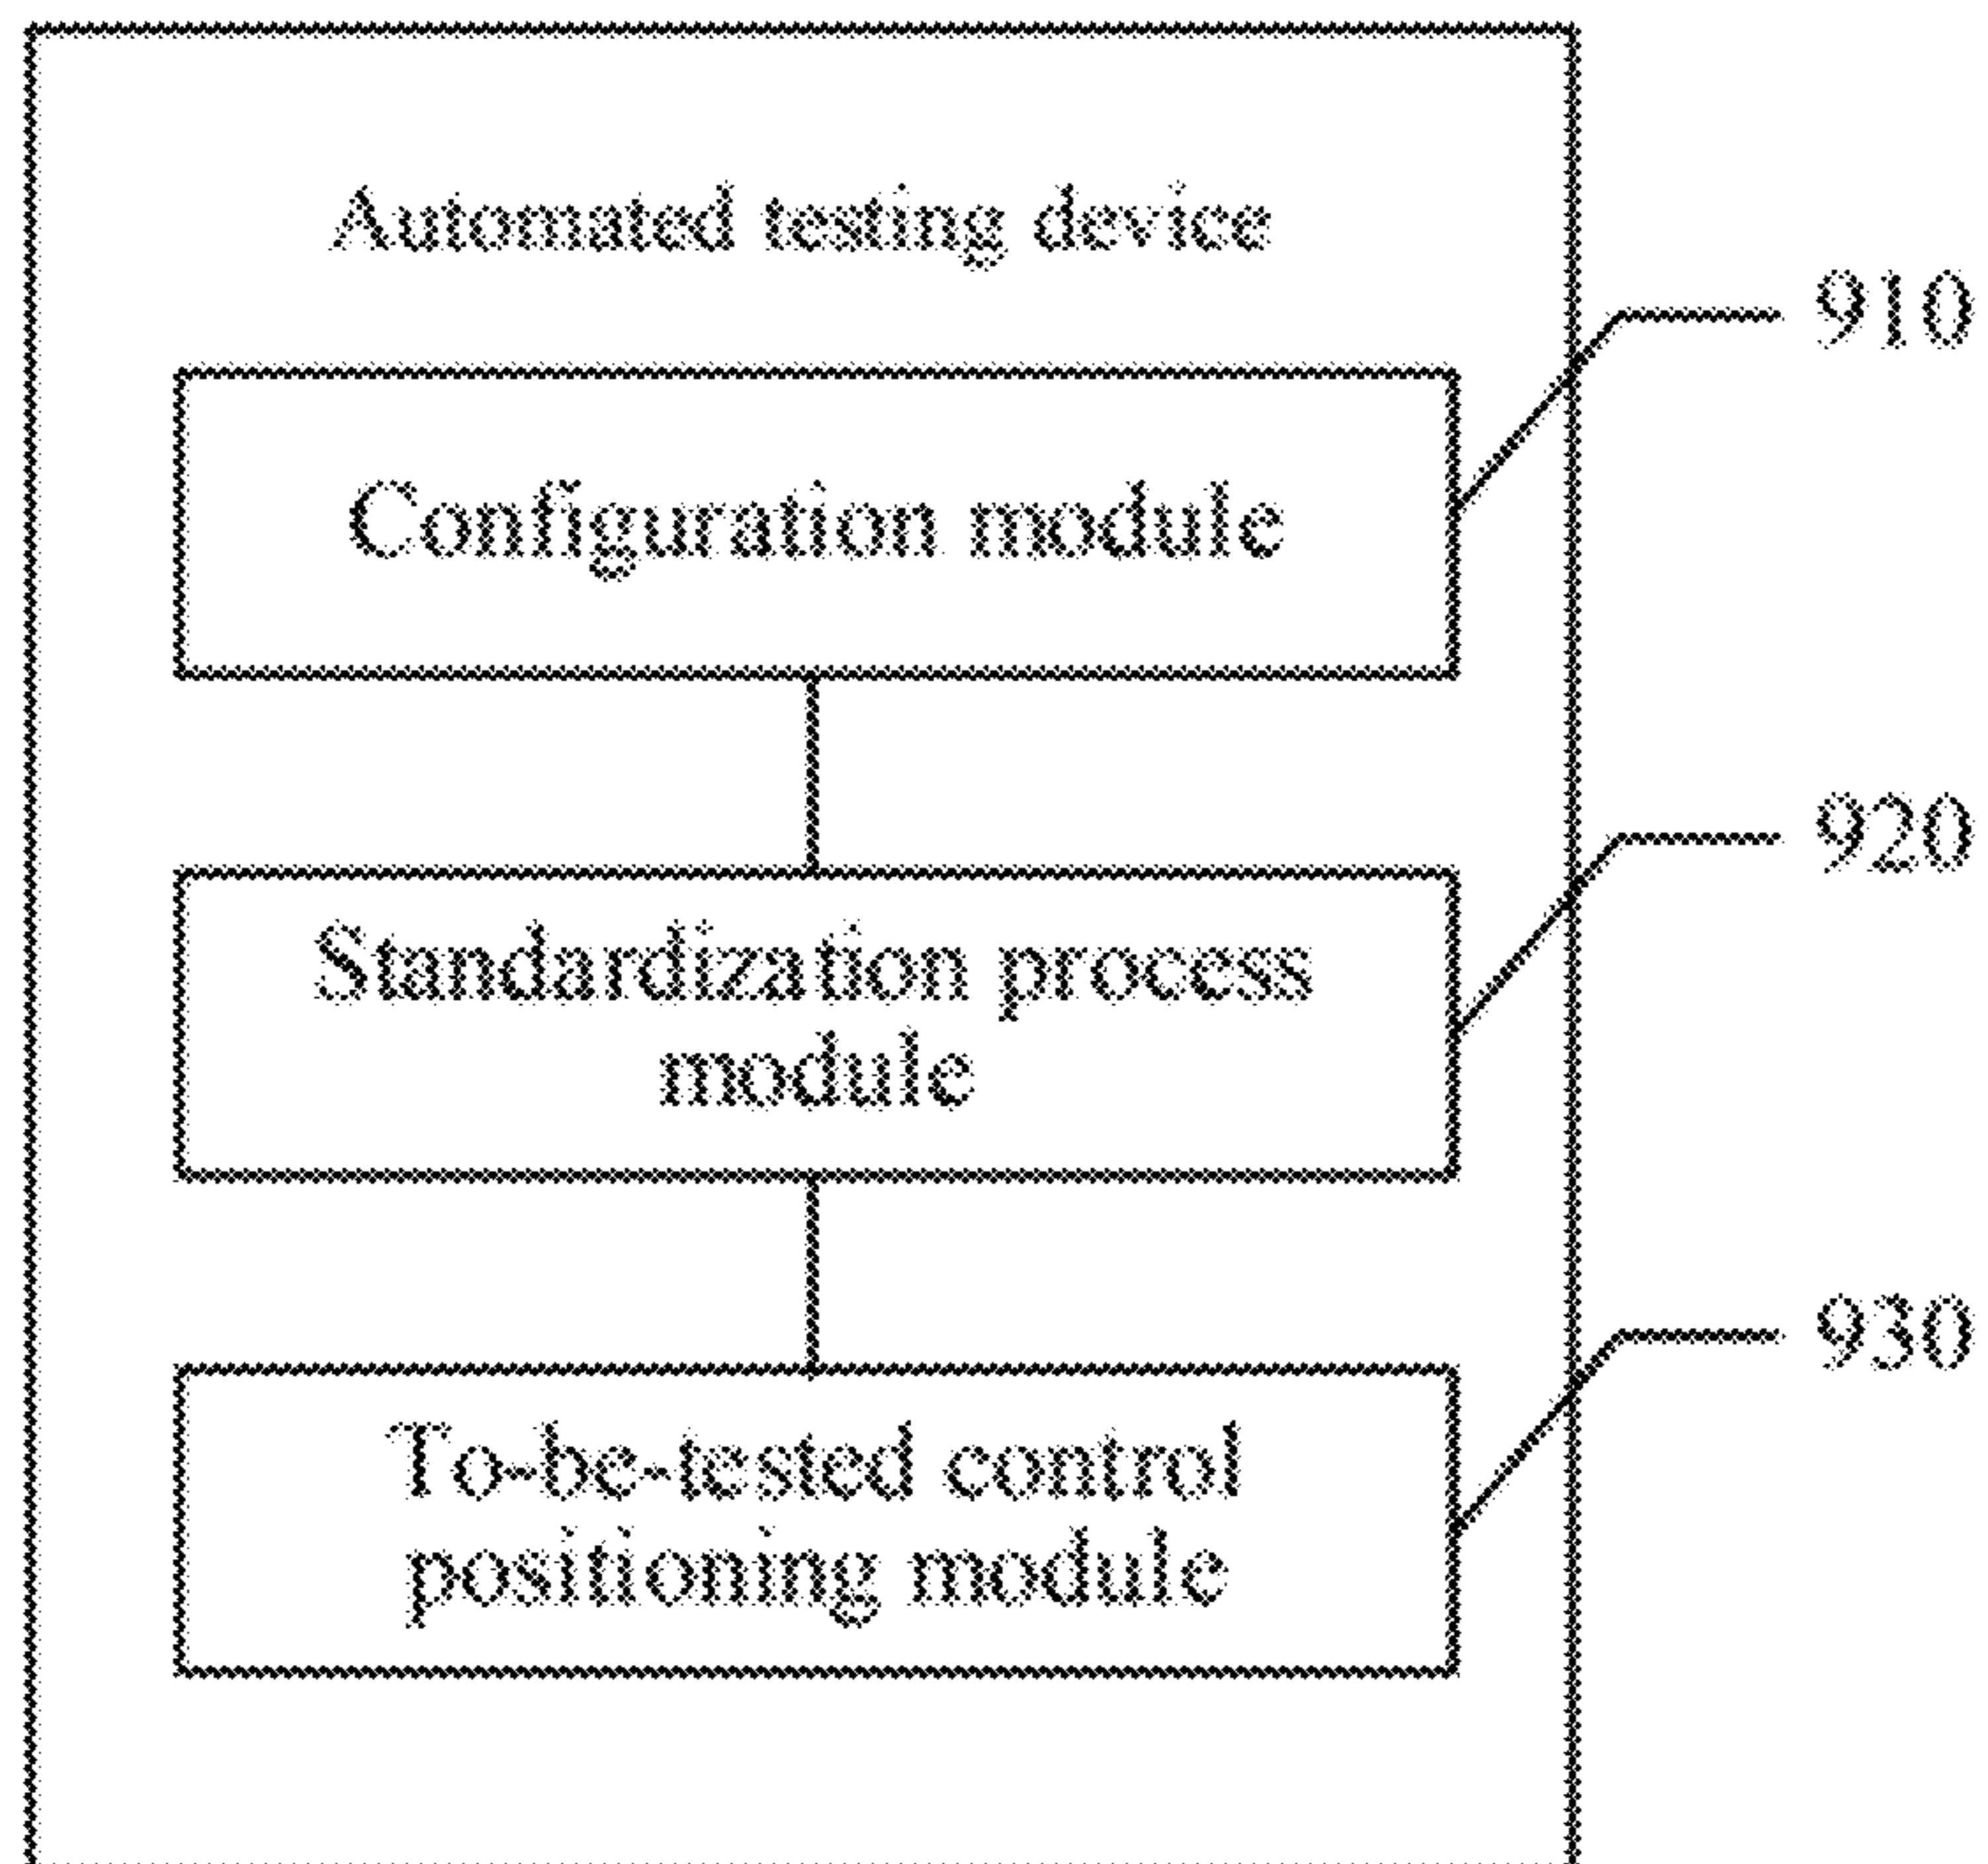 Automated testing device
910
Configuration module
920
Standardization process
module
930
To-be-tested control
positioning module